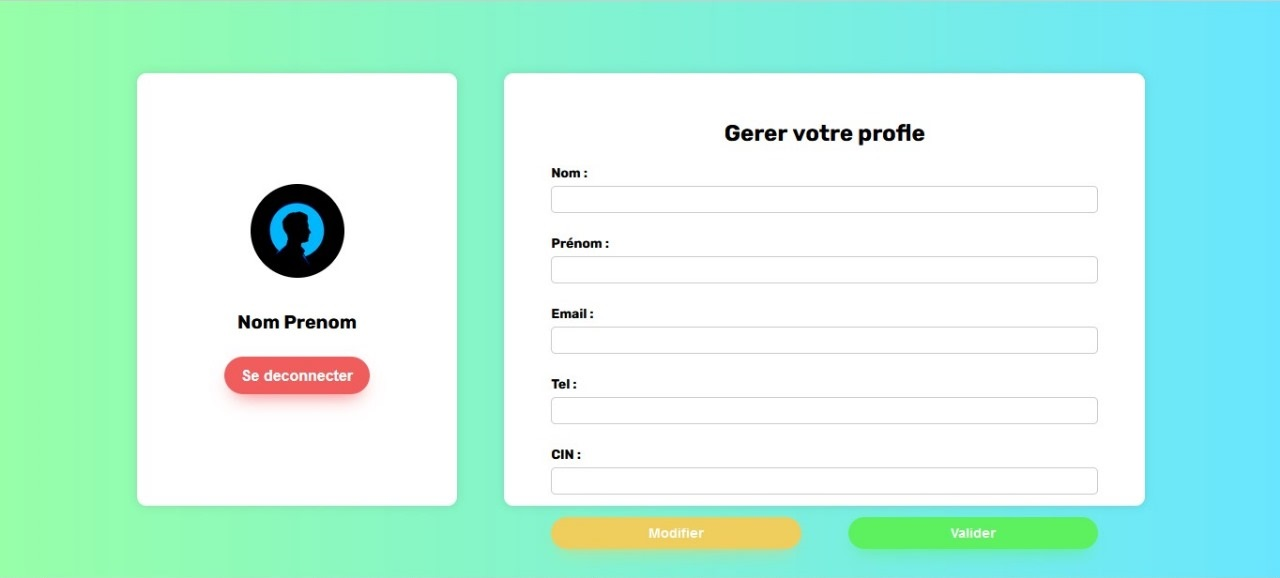 Nom Prenom
Se deconnecter
Gerer votre profle
Nom :
Prénom :
Email :
Tel :
CIN :
Modifier
Valider